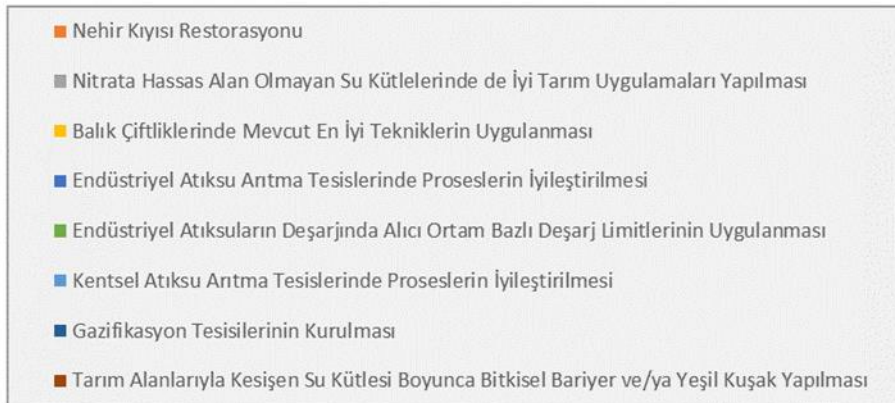 Nehir Kıyısı Restorasyonu
Nitrata Hassas Alan Olmayan Su Kütlelerinde de İyi Tarım Uygulamaları Yapılması
Balık Çiftliklerinde Mevcut En İyi Tekniklerin Uygulanması
Endüstriyel Atıksu Arıtma Tesislerinde Proseslerin İyileştirilmesi
Endüstriyel Atıksuların Deşarjında Alıcı Ortam Bazlı Deşarj Limitlerinin Uygulanması
Kentsel Atıksu Arıtma Tesislerinde Proseslerin İyileştirilmesi
Gazifikasyon Tesisilerinin Kurulması
Tarım Alanlarıyla Kesişen Su Kütlesi Boyunca Bitkisel Bariyer ve/ya Yeşil Kuşak Yapılması